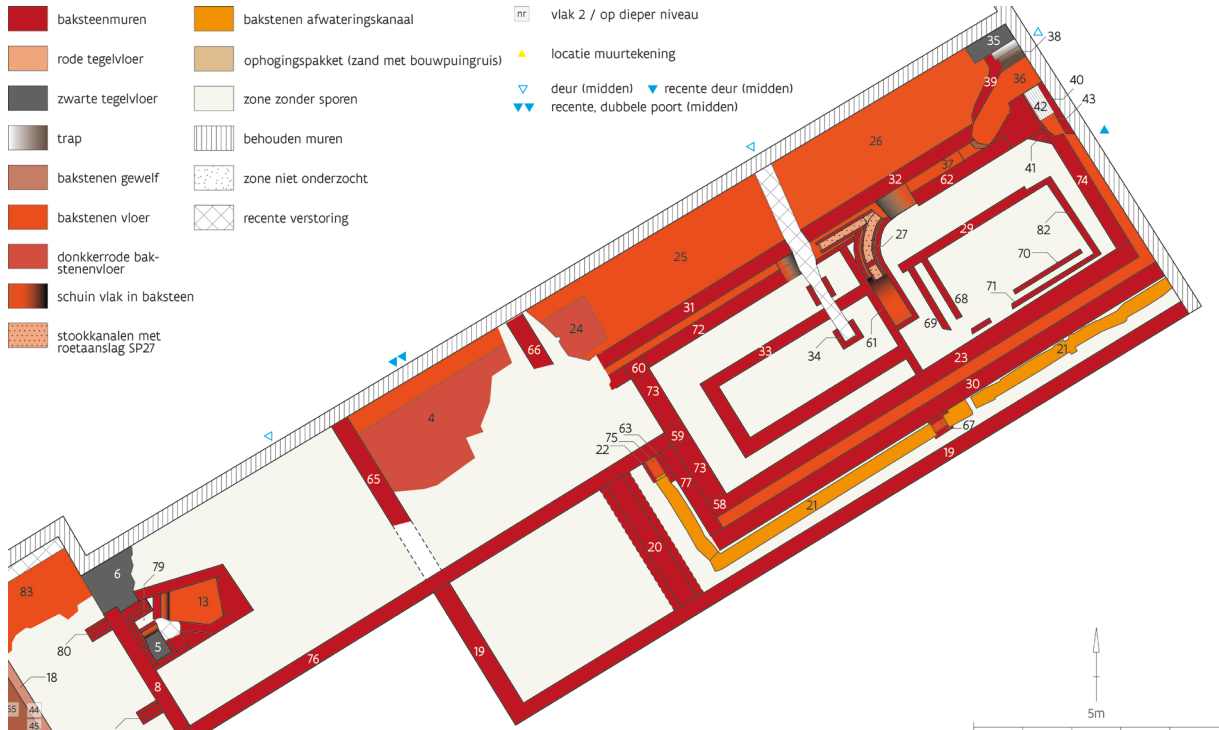 baksteenmuren
rode tegelvloer
zwarte tegelvloer
trap
bakstenen gewelf
bakstenen vloer
donkkerrode bak-
stenenvloer
schuin vlak in baksteen
stookkanalen met
roetaanslag SP27
bakstenen afwateringskanaal
ophogingspakket (zand met bouwpuingruis)
zone zonder sporen
behouden muren
zone niet onderzocht
recente verstoring
nr vlak 2 / op dieper niveau
locatie muurtekening
deur (midden) recente deur (midden)
recente, dubbele poort (midden)
35
38
39
36
40
42
43
41
26
37
32
62
74
82
29
27
70
25
71
68
69
31
72
24
61
34
33
66
23
21
60
73
30
4
67
19
63
59
75
22
73
77
58
65
21
20
6
79
83
13
5
80
76
19
18
8
55
44
45
5m